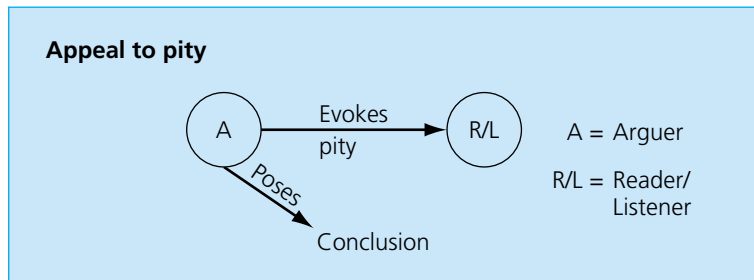 Appeal to pity
A
Evokes
pity
R/L
A = Arguer
R/L = Reader/
Listener
Poses
Conclusion